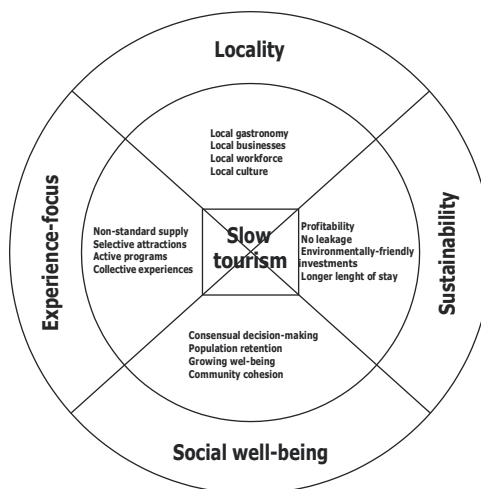 Locality
Local gastronomy
Local businesses
Local workforce
Local culture
Experience-focus
Non-standard supply
Selective attractions
Active programs
Collective experiences
Slow
tourism
Profitability
No leakage
Environmentally-friendly
investments
Longer lenght of stay
Sustainability
Consensual decision-making
Population retention
Growing wel-being
Community cohesion
Social well-being